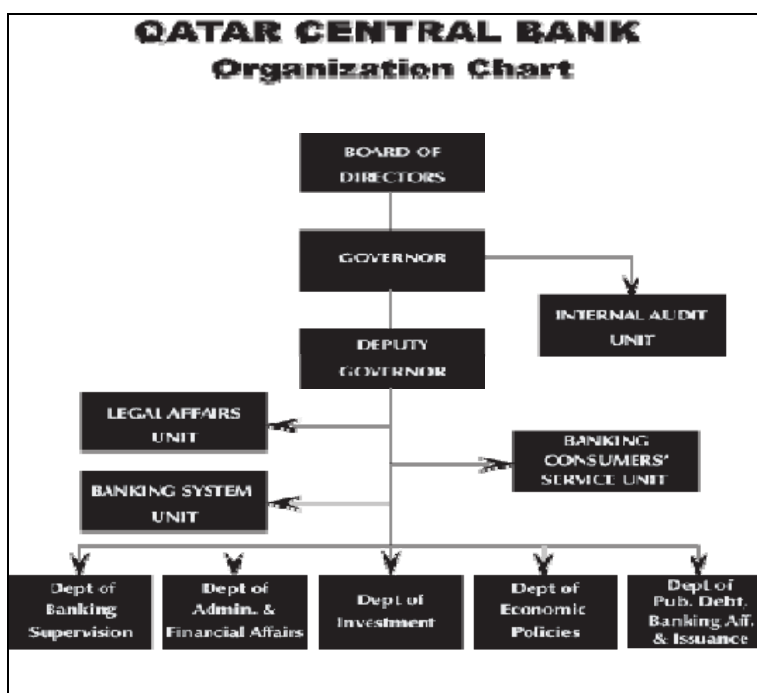 QATAR CENTRAL BANK
Organization Chart
BOARD OF
DIRECTORS
GOVERNOR
INTERNAL AUDIT
UNIT
DEPUTY
GOVERNOR
LEGAL AFFAIRS
UNIT
BANKING
CONSUMERS'
SERVICE UNIT
BANKING SYSTEM
UNIT
Dept of
Banking
Supervision
Dept of
Admin. &
Financial Affairs
Dept of
Investment
Dept of
Economic
Policies
Dept of
Pub. Debt,
Banking Aff.
& Issuance